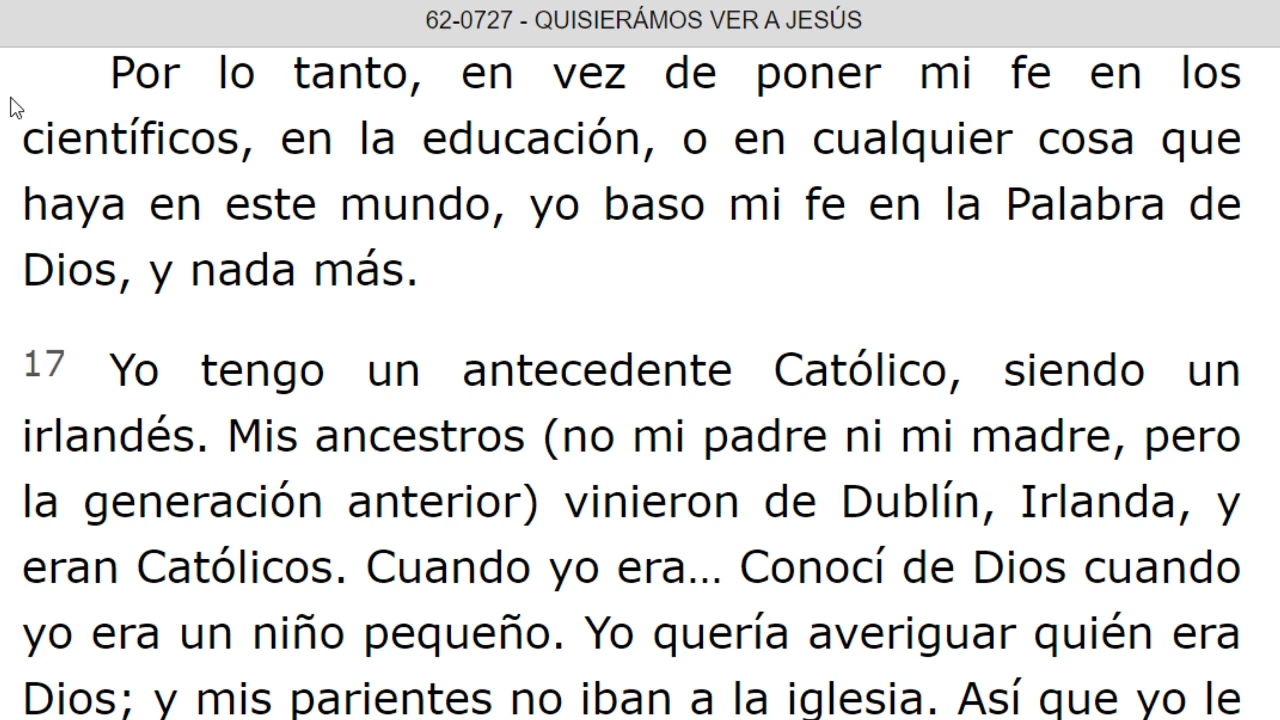 62-0727 - QUISIERÁMOS VER A JESÚS
Por lo tanto, en vez de poner mi fe en los
científicos, en la educación, o en cualquier cosa que
haya en este mundo, yo baso mi fe en la Palabra de
Dios, y nada más.
17 Yo tengo un antecedente Católico, siendo un
irlandés. Mis ancestros (no mi padre ni mi madre, pero
la generación anterior) vinieron de Dublín, Irlanda, y
eran Católicos. Cuando yo era… Conocí de Dios cuando
yo era un niño pequeño. Yo quería averiguar quién era
Dios; y mis parientes no iban a la iglesia. Así que yo le